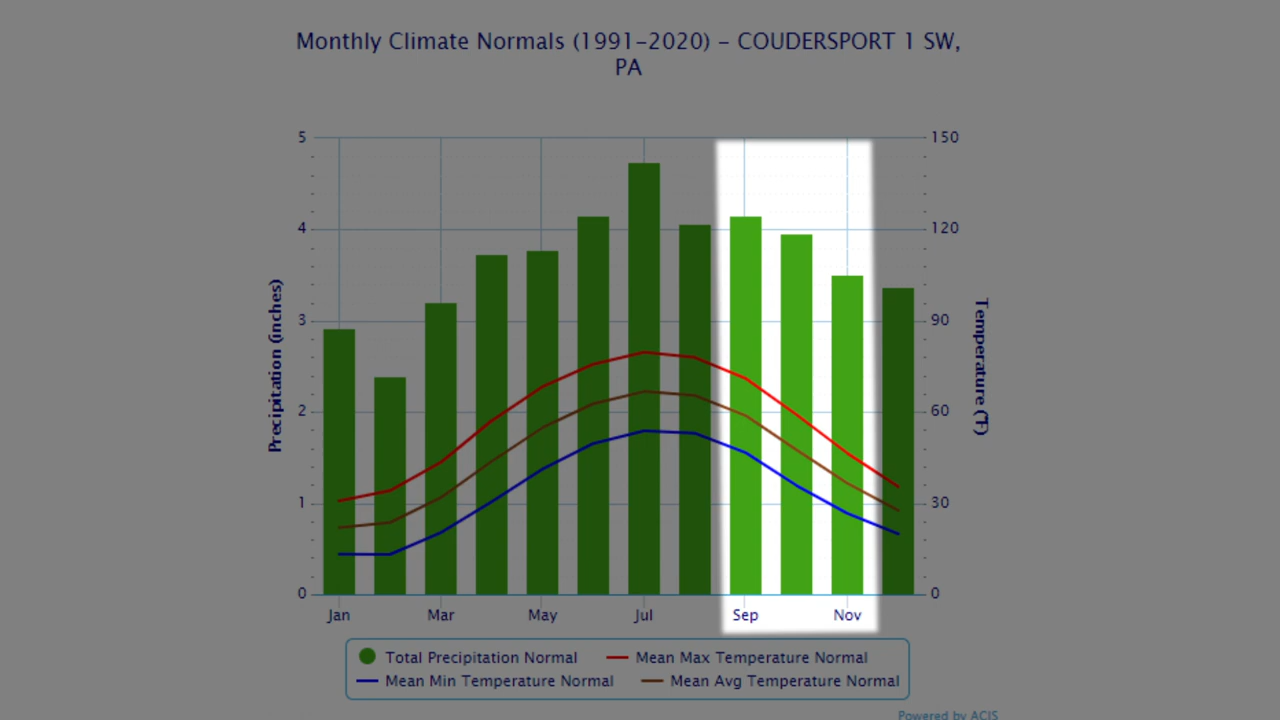 Monthly Climate Normals (1991–2020) – COUDERSPORT 1 SW,
PA
5
4
3
2
1
0
Precipitation (inches)
150
120
90
60
30
0
Temperature (°F)
Jan
Mar
May
Jul
Sep
Nov
Total Precipitation Normal
Mean Max Temperature Normal
Mean Min Temperature Normal
Mean Avg Temperature Normal
Powered by ACIS